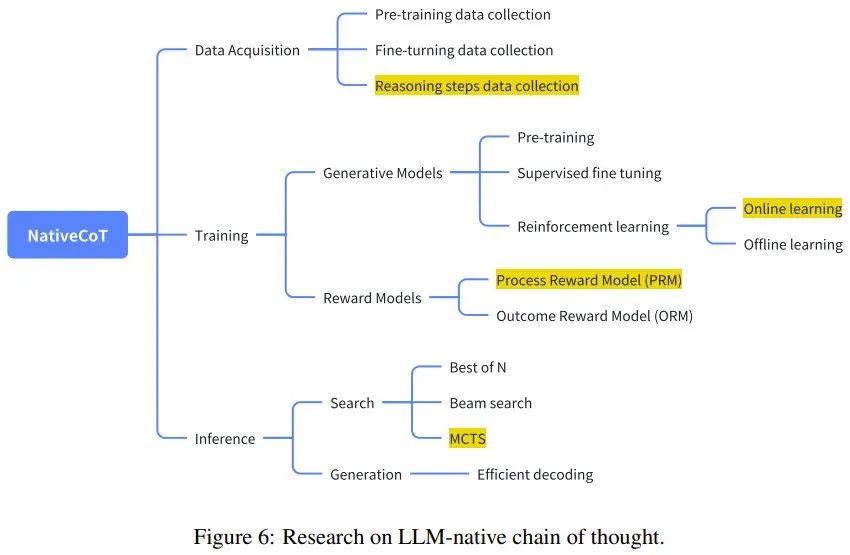 Pre-training data collection
Data Acquisition
Fine-turning data collection
Reasoning steps data collection
Pre-training
Generative Models
Supervised fine tuning
Online learning
Reinforcement learning
NativeCoT
Training
Offline learning
Process Reward Model (PRM)
Reward Models
Outcome Reward Model (ORM)
Best of N
Search
Beam search
Inference
MCTS
Generation
Efficient decoding
Figure 6: Research on LLM-native chain of thought.